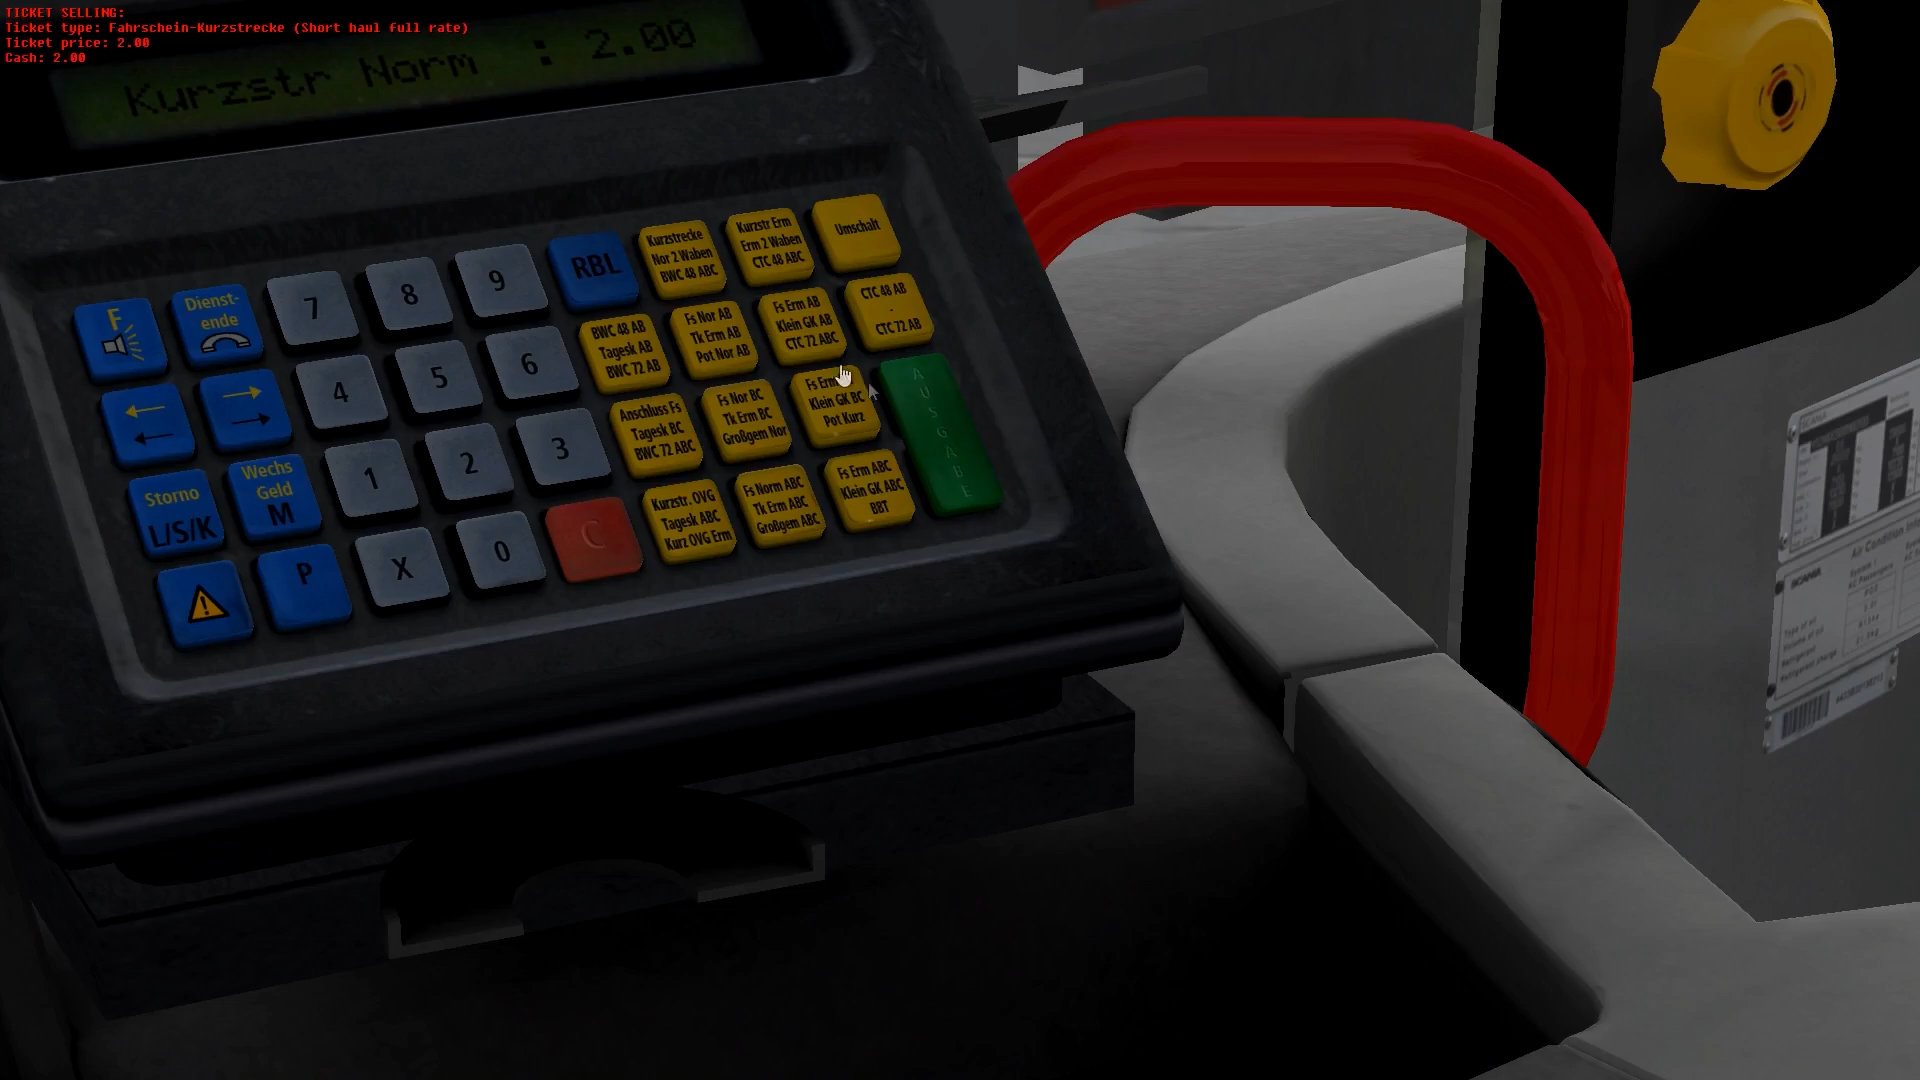 TICKET SELLING:
Ticket type: Fahrschein-Kurzstrecke (Short haul full rate)
Ticket price: 2.00
Cash: 2.00
Kurzstr Norm : 2.00
F
Dienst-
ende
7
8
9
RBL
Kurzstrecke
Nor 2 Waben
BWC 48 ABC
Kurzstr Erm
Erm 2 Waben
CTC 48 ABC
Umschalt
4
5
6
BWC 48 AB
Tagesk AB
BWC 72 AB
Fs Nor AB
Tk Erm AB
Pot Nor AB
Fs Erm AB
Klein GK AB
CTC 72 ABC
CTC 48 AB
-
CTC 72 AB
Storno
L/S/K
Wechs
Geld
M
1
2
3
Anschluss Fs
Tagesk BC
BWC 72 ABC
Fs Nor BC
Tk Erm BC
Großgem Nor
Fs Erm
Klein GK BC
Pot Kurz
AUSGABE
P
X
0
C
Kurzstr. OVG
Tagesk ABC
Kurz OVG Erm
Fs Norm ABC
Tk Erm ABC
Großgem ABC
Fs Erm ABC
Klein GK ABC
BBT
SCANIA
Air Condition
SCANIA